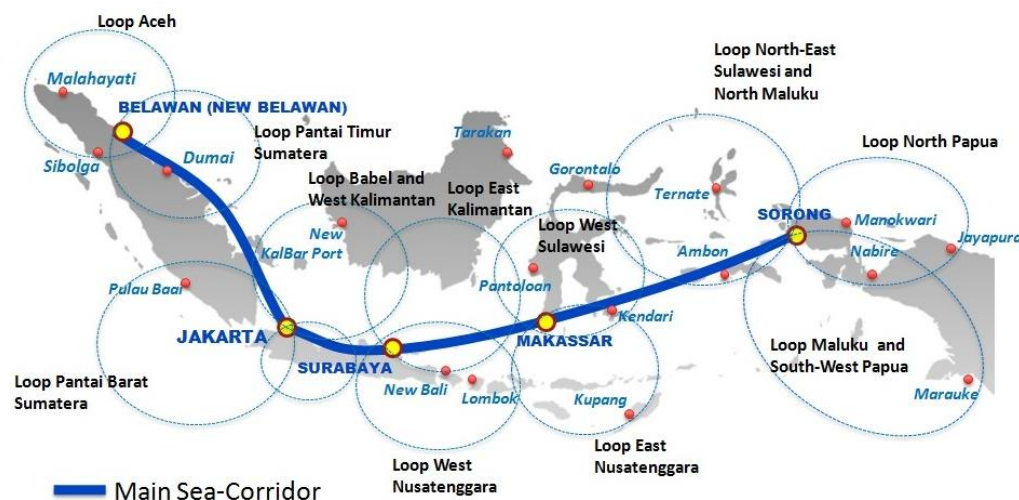 Loop Aceh
Malahayati
BELAWAN (NEW BELAWAN)
Sibolga
Dumai
Loop Pantai Timur
Sumatera
Loop Babel and
West Kalimantan
New
KalBar Port
Tarakan
Loop East
Kalimantan
Gorontalo
Loop West
Sulawesi
Pantoloan
Loop North-East
Sulawesi and
North Maluku
Ternate
Loop North Papua
SORONG
Manokwari
Jayapura
Nabire
Ambon
Kendari
Pulau Baai
JAKARTA
SURABAYA
MAKASSAR
Loop Maluku and
South-West Papua
Marauke
Loop Pantai Barat
Sumatera
New Bali
Lombok
Kupang
Loop West
Nusatenggara
Loop East
Nusatenggara
Main Sea-Corridor